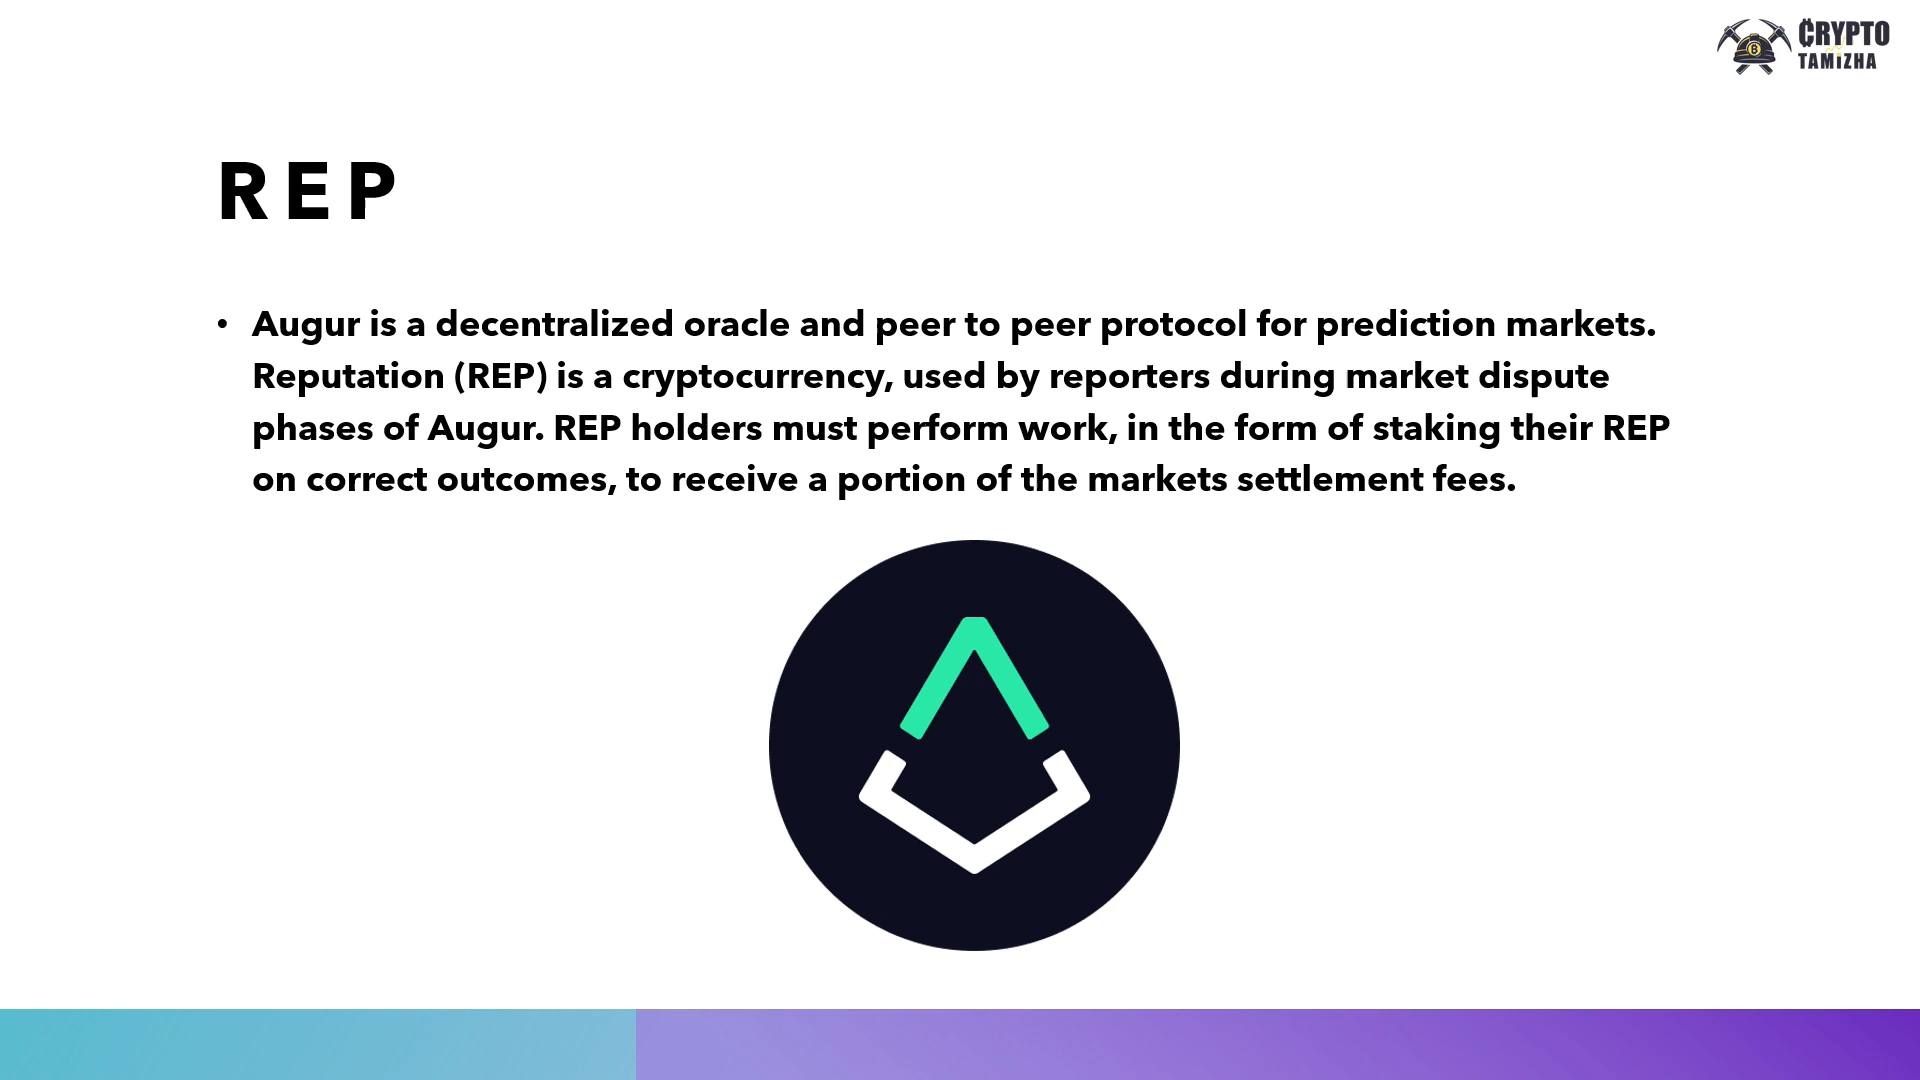 CRYPTO
TAMIZHA
REP
• Augur is a decentralized oracle and peer to peer protocol for prediction markets.
Reputation (REP) is a cryptocurrency, used by reporters during market dispute
phases of Augur. REP holders must perform work, in the form of staking their REP
on correct outcomes, to receive a portion of the markets settlement fees.